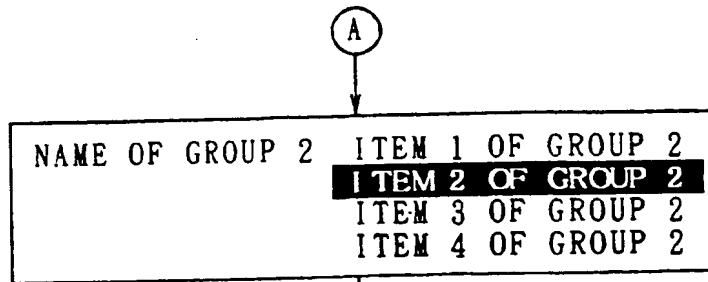 A
NAME OF GROUP 2 ITEM 1 OF GROUP 2
ITEM 2 OF GROUP 2
ITEM 3 OF GROUP 2
ITEM 4 OF GROUP 2